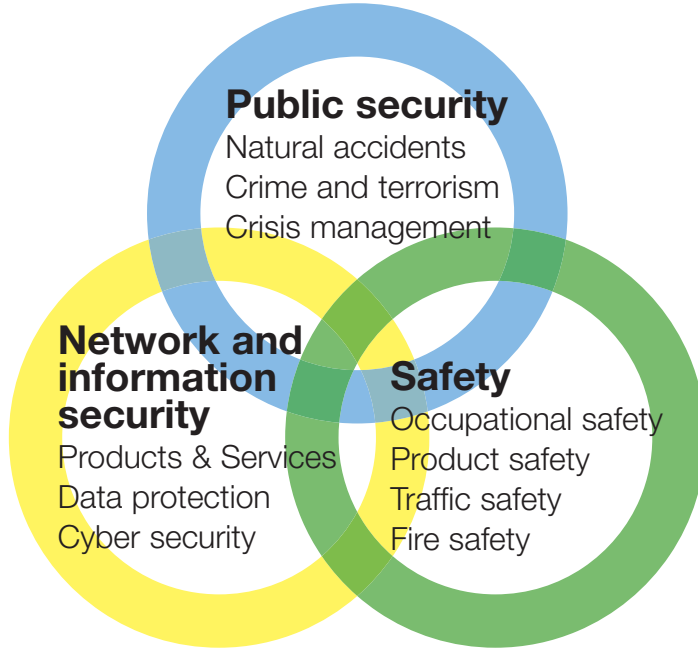 Public security
Natural accidents
Crime and terrorism
Crisis management
Network and
information
security
Products & Services
Data protection
Cyber security
Safety
Occupational safety
Product safety
Traffic safety
Fire safety